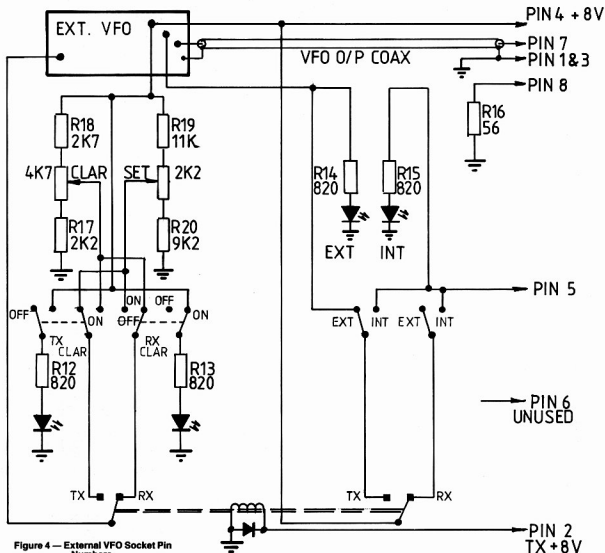 EXT. VFO
PIN 4 + 8V
PIN 7
VFO O/P COAX
PIN 1&3
PIN 8
R18
2K7
R19
11K
R16
56
4K7
CLAR
SET
2K2
R14
820
R15
820
R17
2K2
R20
9K2
EXT
INT
PIN 5
OFF
ON
ON
OFF
OFF
ON
TX
CLAR
RX
CLAR
EXT
INT
EXT
INT
R12
820
R13
820
PIN 6
UNUSED
TX
RX
TX
RX
PIN 2
TX +8V
Figure 4 — External VFO Socket Pin
Numbers